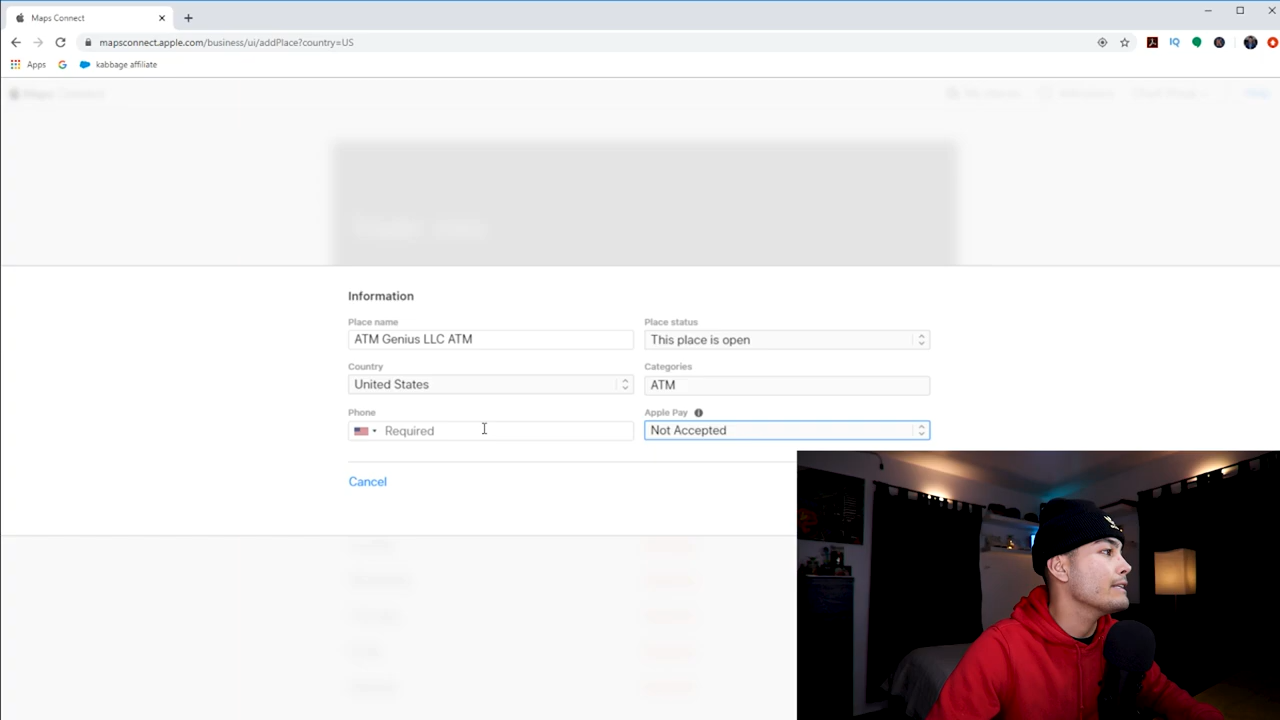 Maps Connect
mapsconnect.apple.com/business/ui/addPlace?country=US
Apps kabbage affiliate
Maps Connect
Information
Place name Place status
ATM Genius LLC ATM This place is open
Country Categories
United States ATM
Phone Apple Pay
Required Not Accepted
Cancel